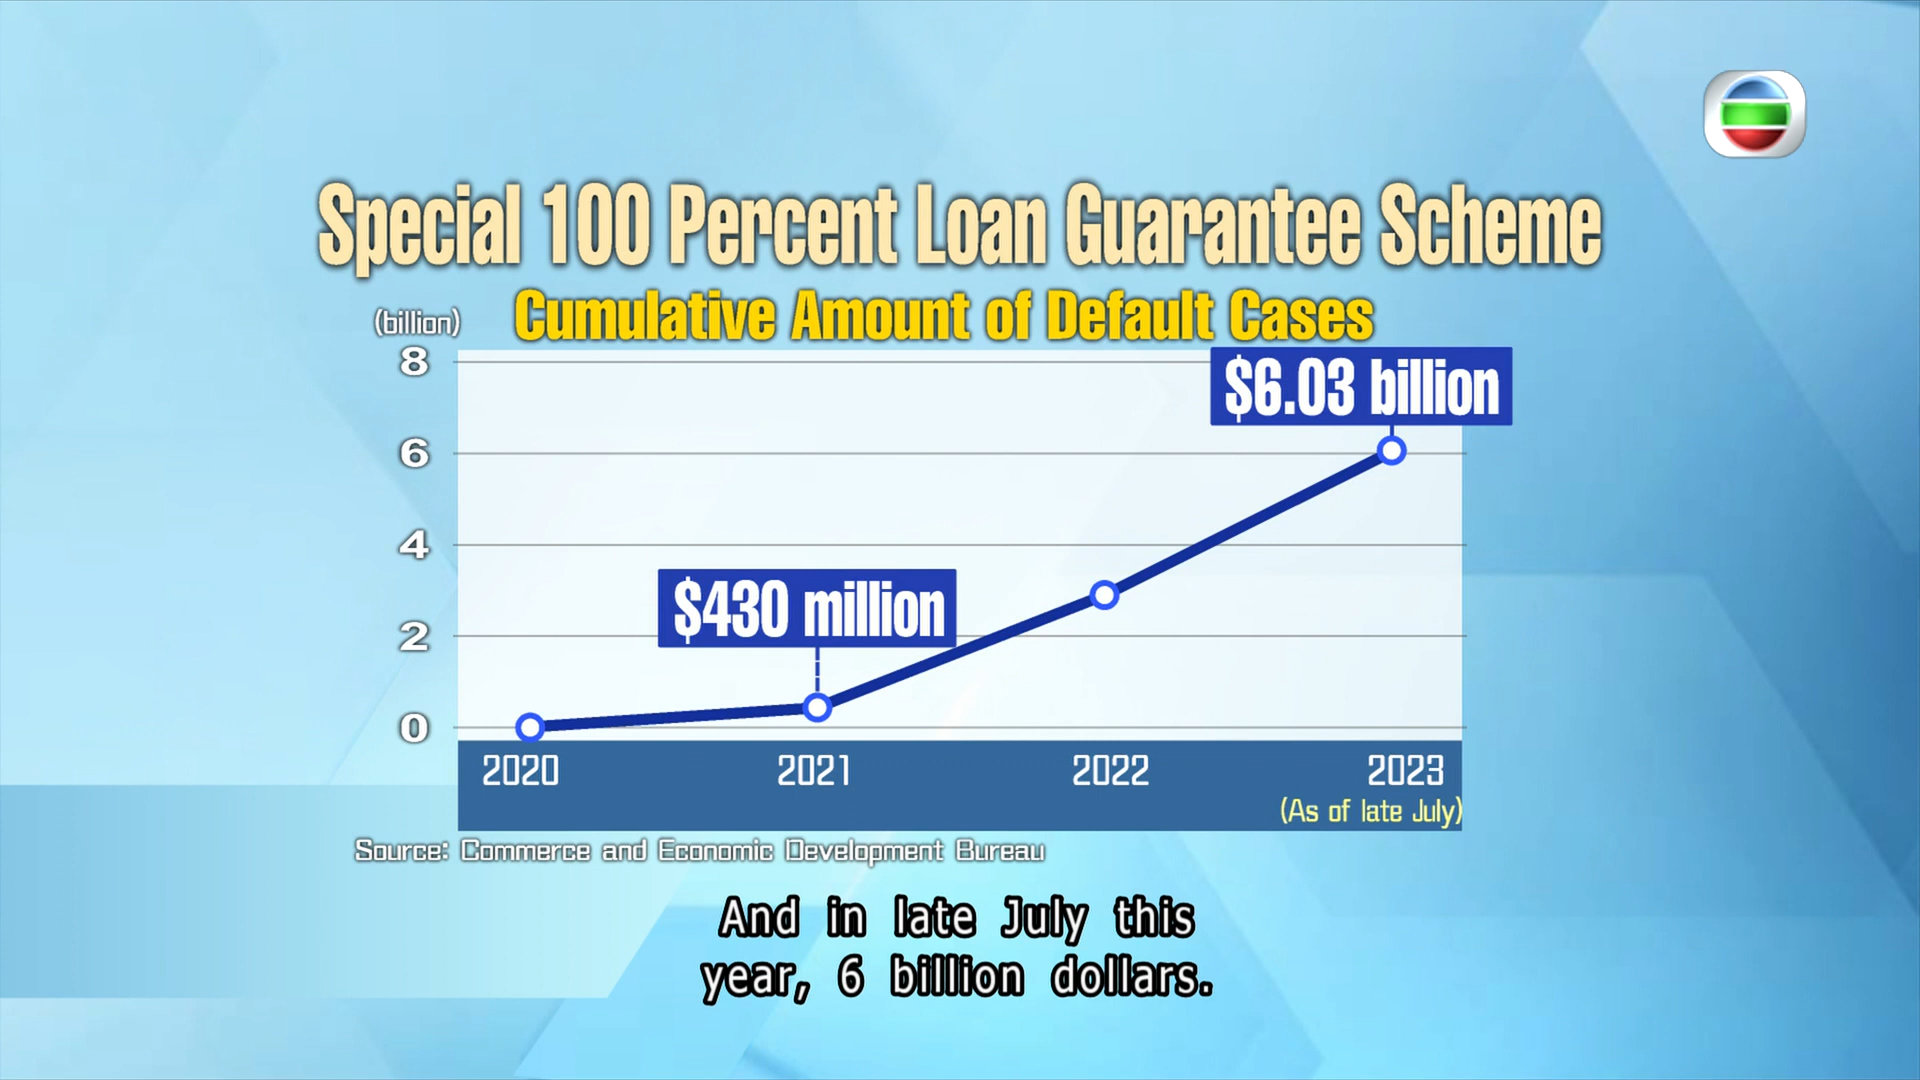 Special 100 Percent Loan Guarantee Scheme
Cumulative Amount of Default Cases
(billion)
8
$6.03 billion
6
4
$430 million
2
0
2020 2021 2022 2023
(As of late July)
Source: Commerce and Economic Development Bureau
And in late July this
year, 6 billion dollars.